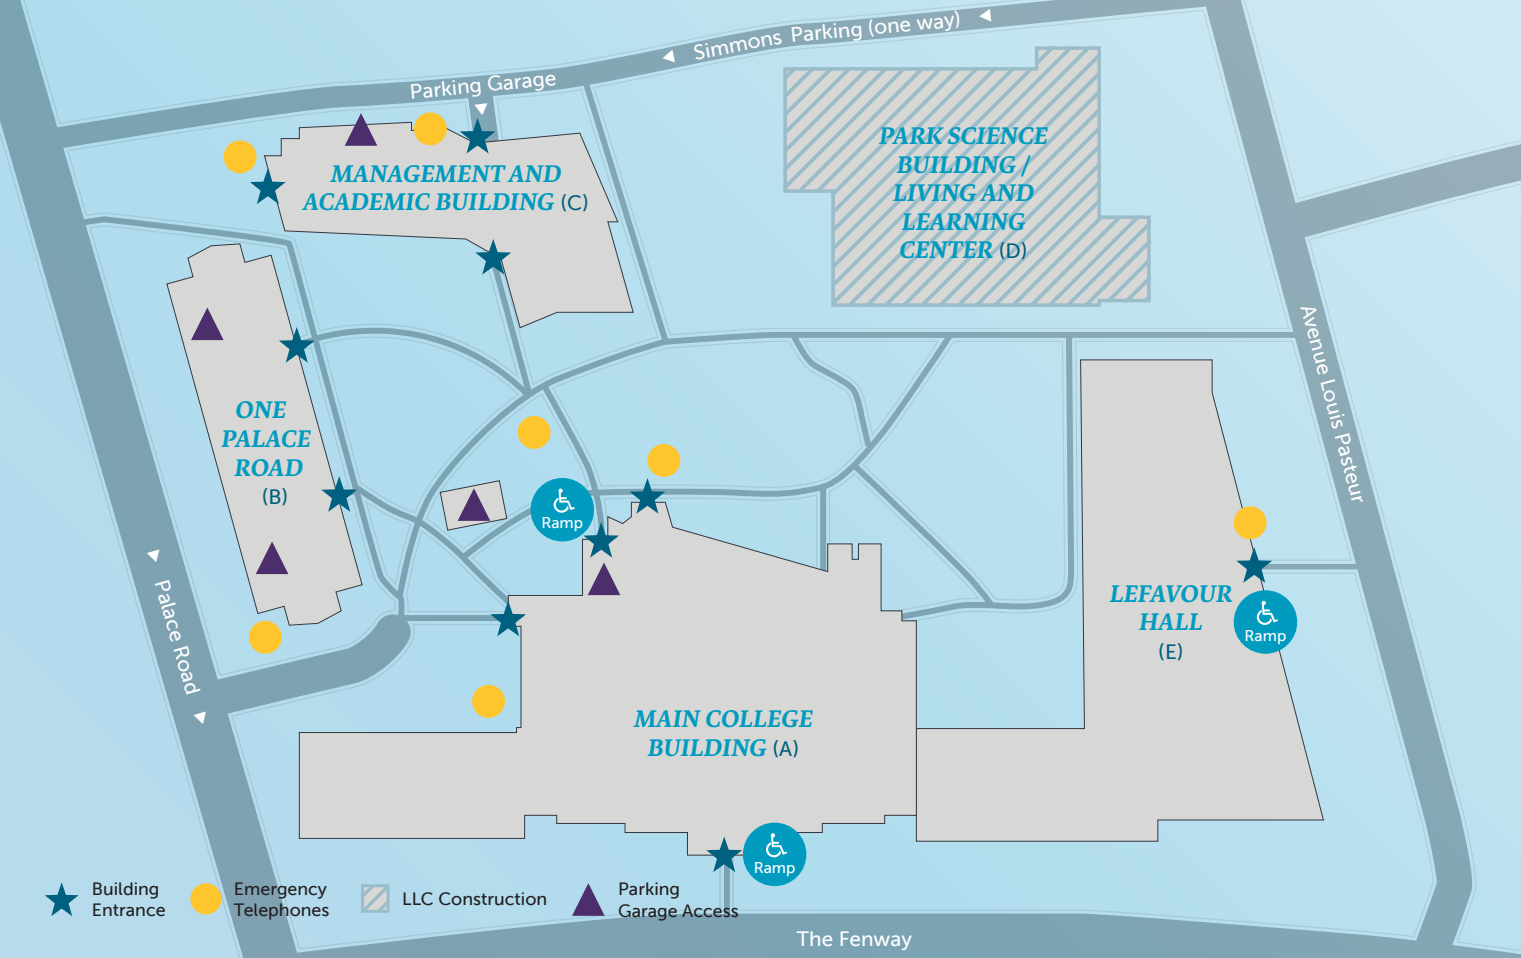 Simmons Parking (one way)
Parking Garage
PARK SCIENCE
BUILDING /
LIVING AND
LEARNING
CENTER (D)
MANAGEMENT AND
ACADEMIC BUILDING (C)
Avenue Louis Pasteur
ONE
PALACE
ROAD
(B)
Ramp
LEFAVOUR
HALL
(E)
Ramp
Palace Road
MAIN COLLEGE
BUILDING (A)
Ramp
Building
Entrance
Emergency
Telephones
LLC Construction
Parking
Garage Access
The Fenway